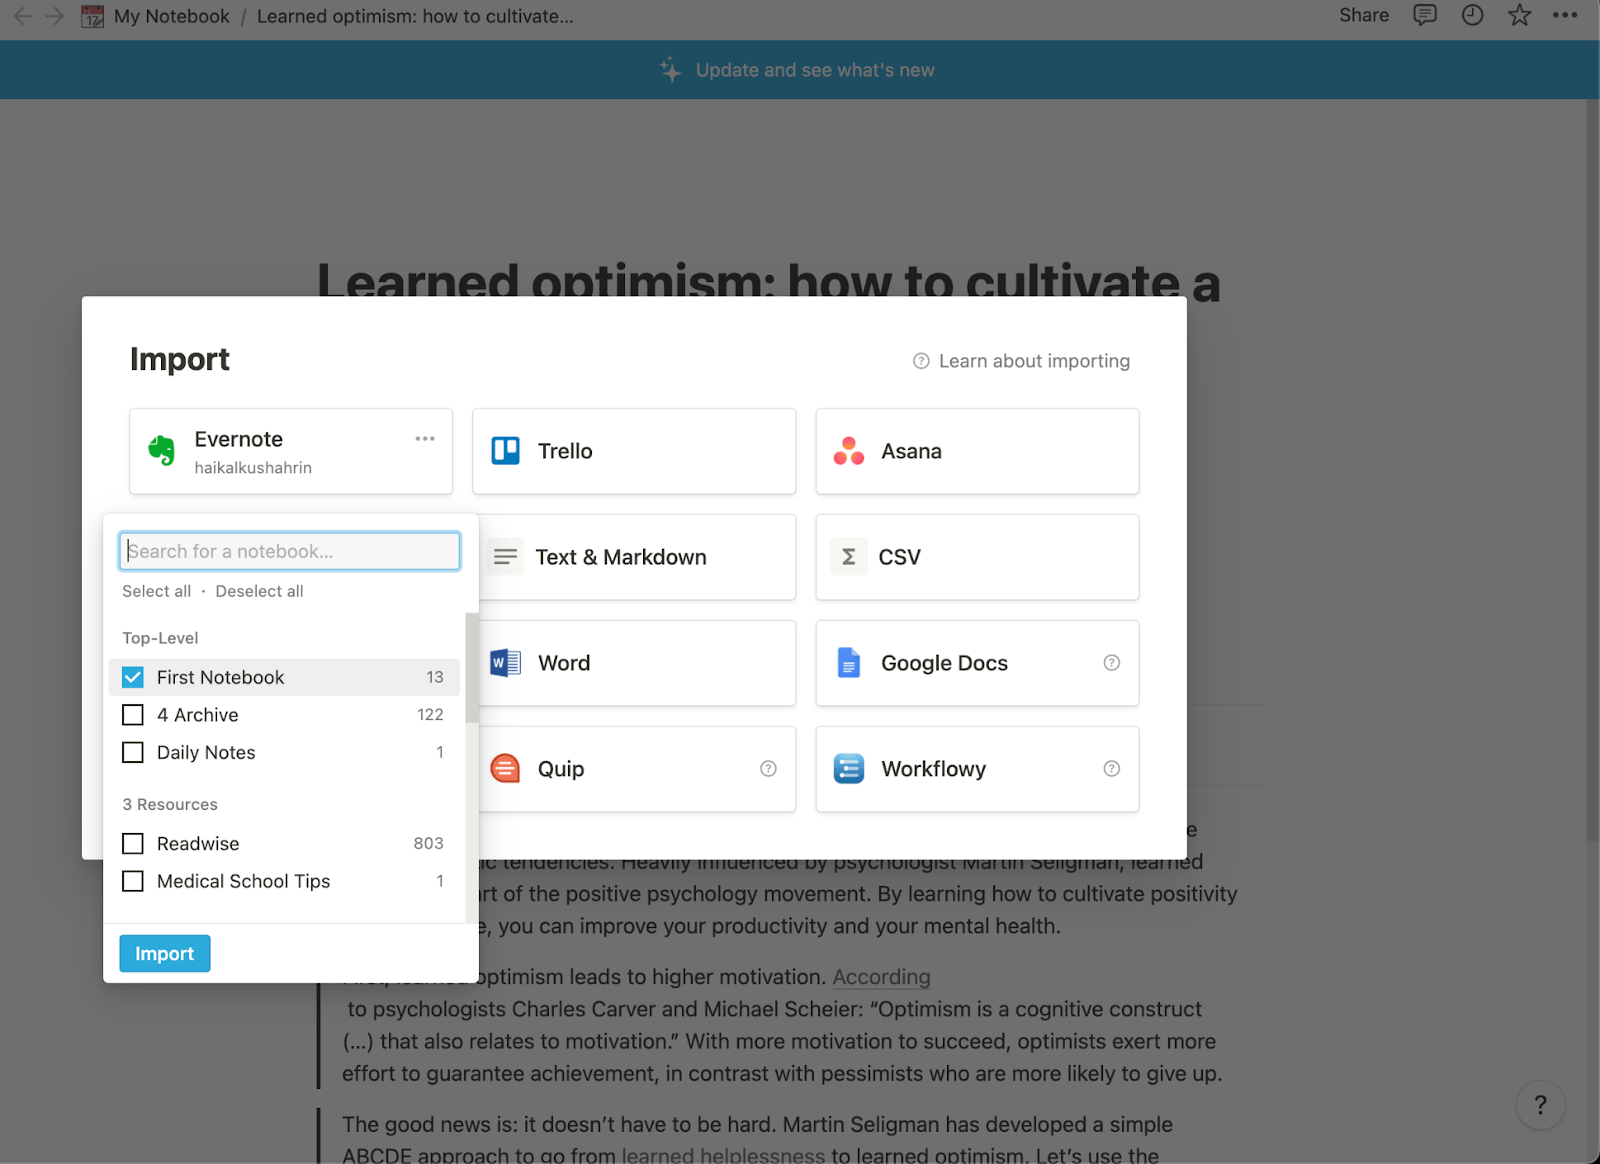 My Notebook / Learned optimism: how to cultivate...
Share
17
Update and see what's new
Learned optimism: how to cultivate a
Import
Learn about importing
Evernote
haikalkushahrin
Trello
Asana
Search for a notebook...
Select all · Deselect all
Top-Level
First Notebook 13
4 Archive 122
Daily Notes 1
3 Resources
Readwise 803
Medical School Tips 1
Import
Text & Markdown
Σ CSV
W Word
Google Docs
Quip
Workflowy
e
ic tendencies. Heavily influenced by psychologist Martin Seligman, learned
rt of the positive psychology movement. By learning how to cultivate positivity
e, you can improve your productivity and your mental health.
First, learned optimism leads to higher motivation. According
to psychologists Charles Carver and Michael Scheier: “Optimism is a cognitive construct
(...) that also relates to motivation.” With more motivation to succeed, optimists exert more
effort to guarantee achievement, in contrast with pessimists who are more likely to give up.
The good news is: it doesn’t have to be hard. Martin Seligman has developed a simple
ABCDE approach to go from learned helplessness to learned optimism. Let’s use the
?